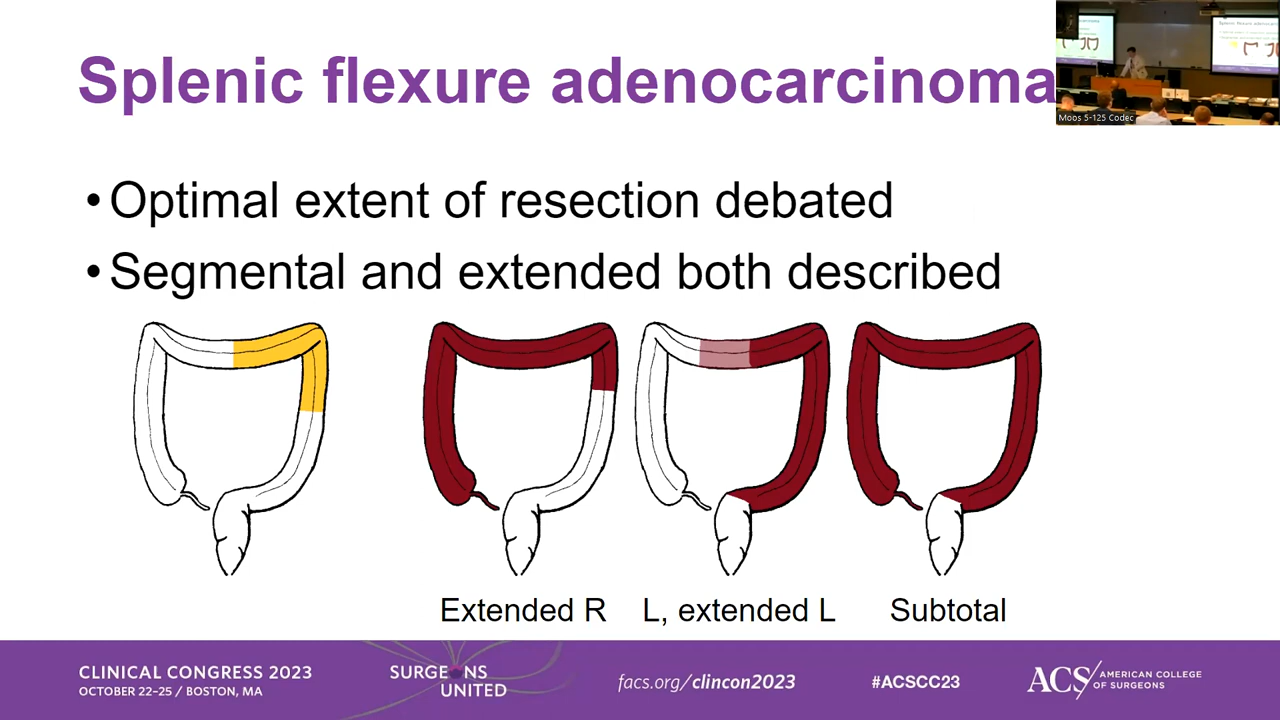 Splenic flexure adenocarcinoma
Moos 5-125 Codec
• Optimal extent of resection debated
• Segmental and extended both described
Extended R
L, extended L
Subtotal
CLINICAL CONGRESS 2023
OCTOBER 22–25 / BOSTON, MA
SURGEONS
UNITED
facs.org/clincon2023
#ACSCC23
ACS
AMERICAN COLLEGE
OF SURGEONS